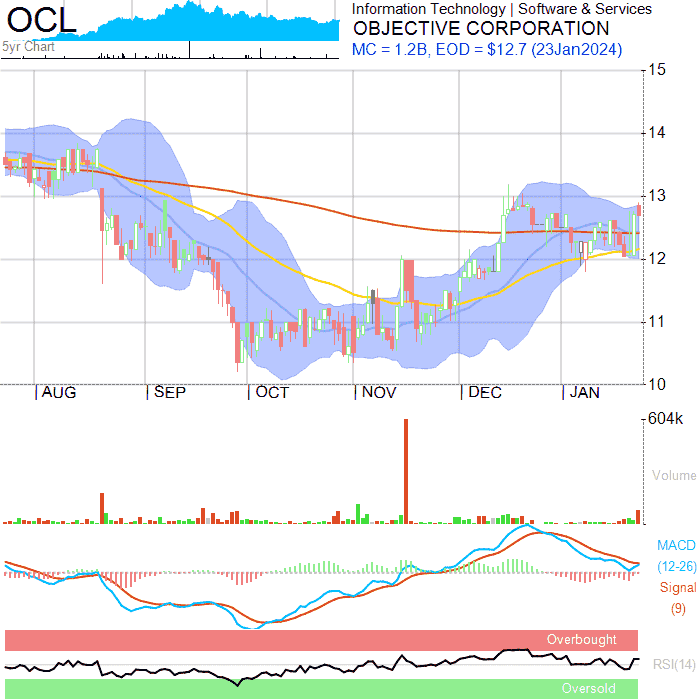 OCL
Information Technology | Software & Services
OBJECTIVE CORPORATION
5yr Chart
MC = 1.2B, EOD = $12.7 (23Jan2024)
15
14
13
12
11
10
AUG
SEP
OCT
NOV
DEC
JAN
604k
Volume
MACD
(12-26)
Signal
(9)
Overbought
RSI(14)
Oversold